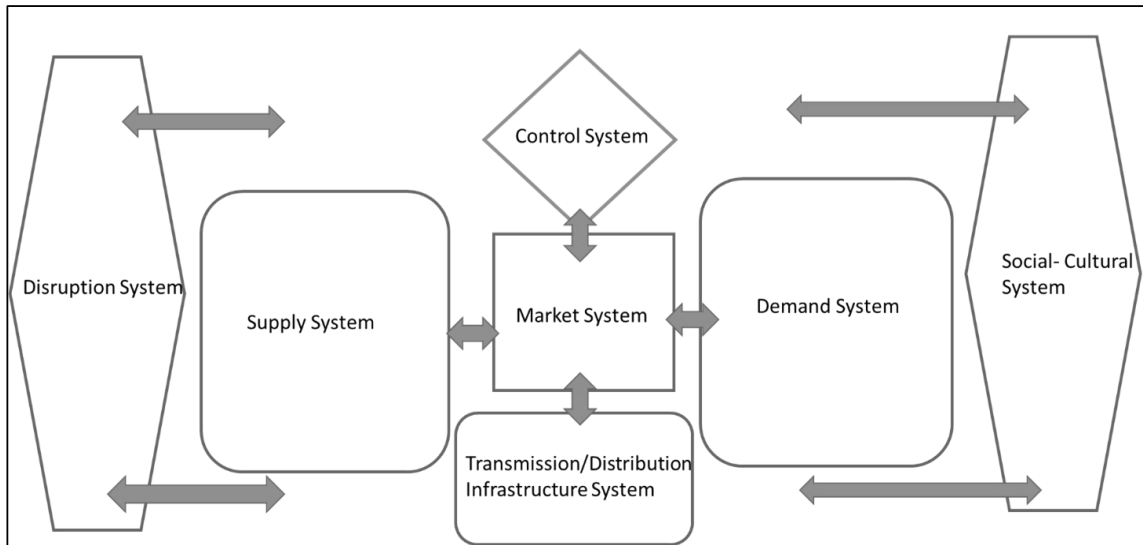 Control System
Disruption System
Supply System
Market System
Demand System
Social- Cultural
System
Transmission/Distribution
Infrastructure System